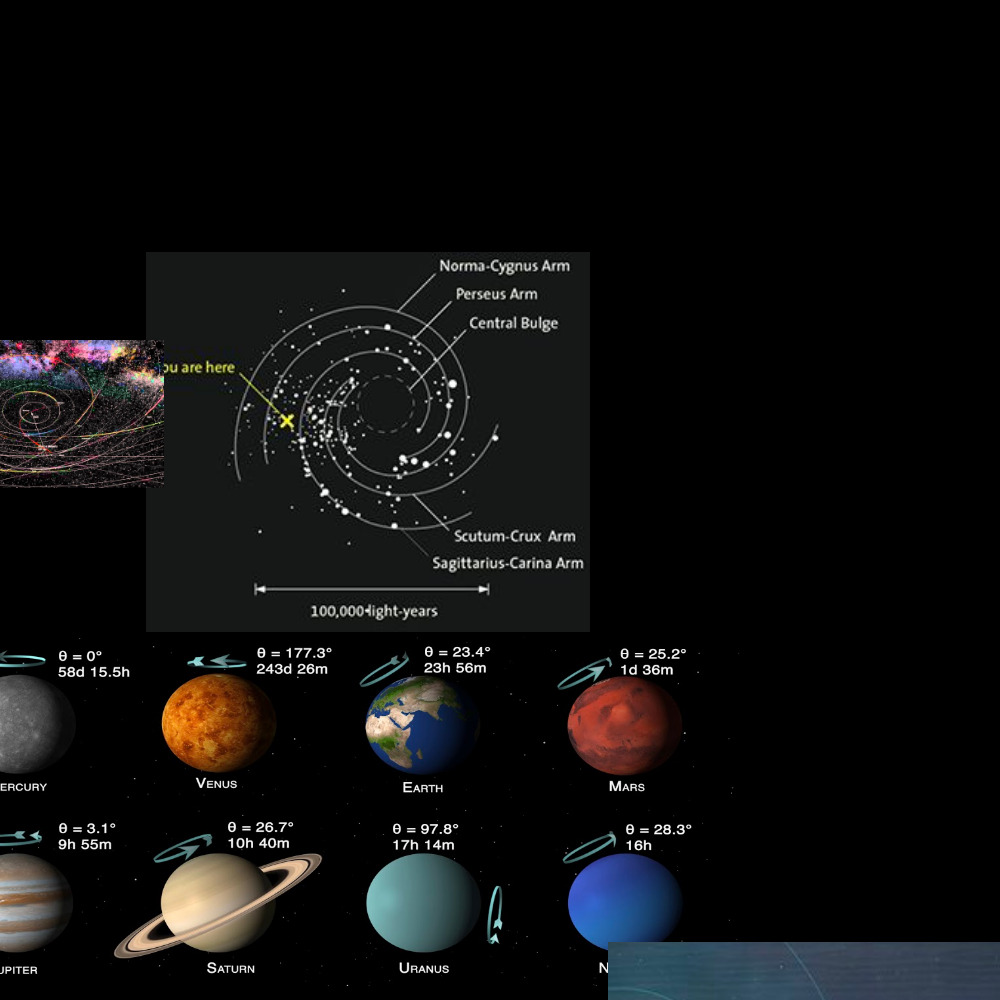 Norma-Cygnus Arm
Perseus Arm
Central Bulge
ou are here
Scutum-Crux Arm
Sagittarius-Carina Arm
100,000 light-years
θ = 0°
58d 15.5h
ERCURY
θ = 177.3°
243d 26m
VENUS
θ = 23.4°
23h 56m
EARTH
θ = 25.2°
1d 36m
MARS
θ = 3.1°
9h 55m
UPITER
θ = 26.7°
10h 40m
SATURN
θ = 97.8°
17h 14m
URANUS
θ = 28.3°
16h
N